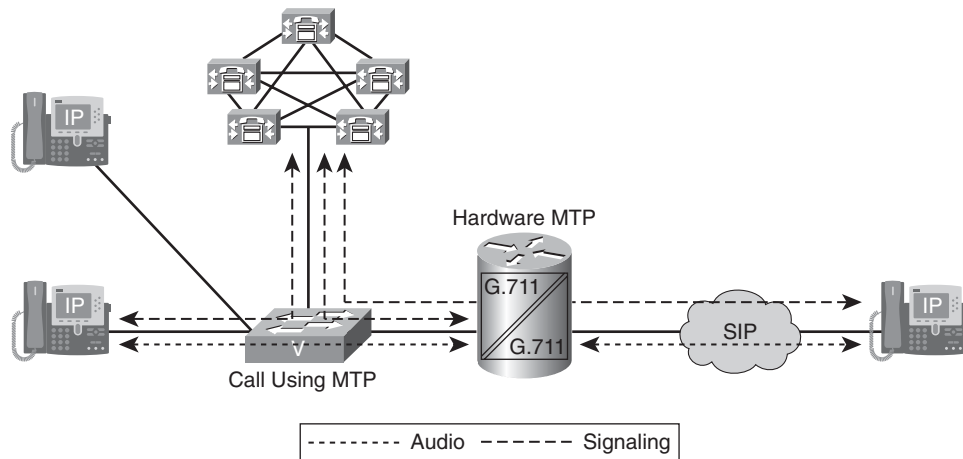 IP
Hardware MTP
G.711
G.711
IP
V
SIP
IP
Call Using MTP
Audio
Signaling